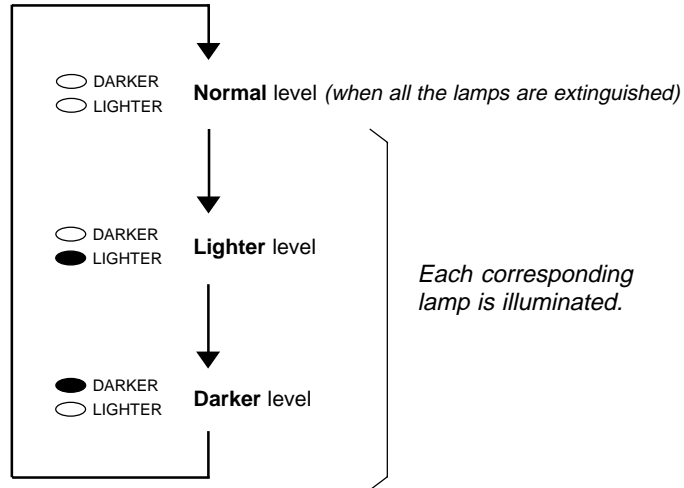 DARKER
LIGHTER
Normal level (when all the lamps are extinguished)
DARKER
LIGHTER
Lighter level
Each corresponding
lamp is illuminated.
DARKER
LIGHTER
Darker level